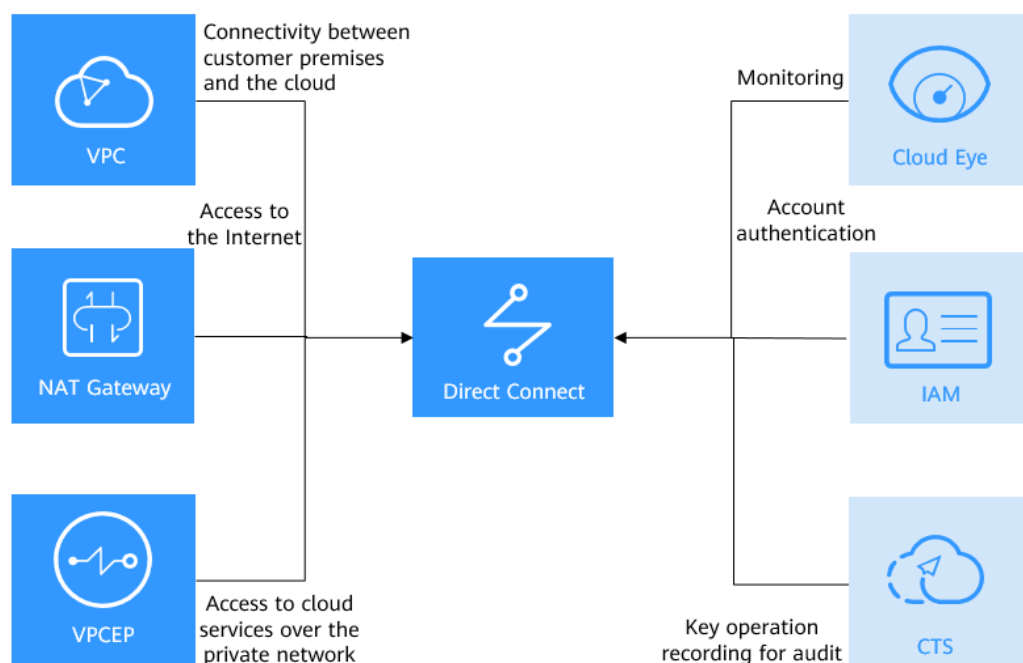 Connectivity between
customer premises
and the cloud
VPC
Monitoring
Cloud Eye
Access to
the Internet
NAT Gateway
Direct Connect
Account
authentication
IAM
VPCEP
Access to cloud
services over the
private network
Key operation
recording for audit
CTS